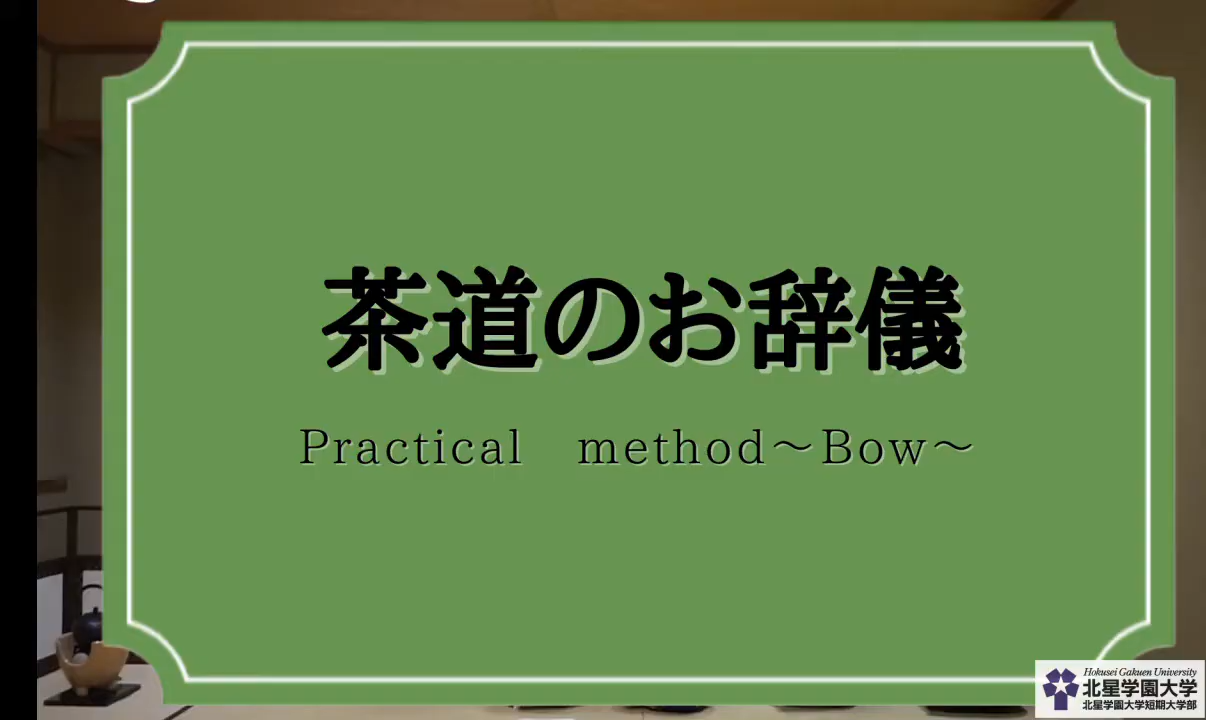 茶道のお辞儀
Practical　method～Bow～
Hokusei Gakuen University
北星学園大学
北星学園大学短期大学部